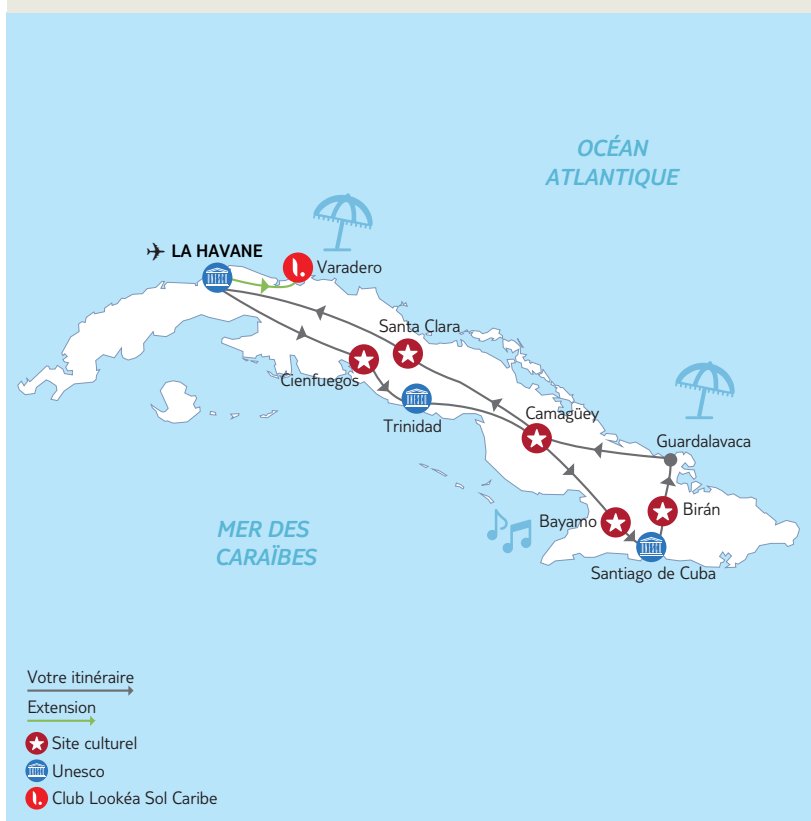 OCÉAN
ATLANTIQUE
LA HAVANE
Varadero
Santa Clara
Cienfuegos
Camagüey
Trinidad
Guardalavaca
Bayamo
Birán
MER DES
CARAÏBES
Santiago de Cuba
Votre itinéraire
Extension
Site culturel
Unesco
Club Lookéa Sol Caribe